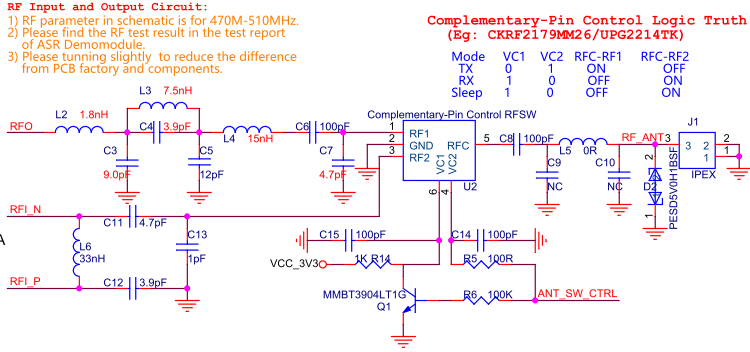 RF Input and Output Circuit:
1) RF parameter in schematic is for 470M-510MHz.
2) Please find the RF test result in the test report
of ASR Demomodule.
3) Please tunning slightly to reduce the difference
from PCB factory and components.
Complementary-Pin Control Logic Truth
(Eg: CKRF2179MM26/UPG2214TK)
Mode VC1 VC2 RFC-RF1 RFC-RF2
TX 0 1 ON OFF
RX 1 0 OFF ON
Sleep 1 0 OFF ON
L3 7.5nH
L2 1.8nH
RFO
C4 3.9pF
L4 15nH
C6 100pF
C3
9.0pF
C5
12pF
C7
4.7pF
Complementary-Pin Control RFSW
1 RF1
2 GND
3 RF2
RFC 5
VC1
VC2
6
4
U2
C8 100pF
L5 0R
RF_ANT
J1
3
3 2
1
2
1
IPEX
C9
NC
C10
NC
2
D2
1
PESD5V0H1BSF
RFI_N
C11 4.7pF
L6
33nH
C13
1pF
RFI_P
C12 3.9pF
A
C15 100pF
C14 100pF
VCC_3V3
1K R14
R5 100R
MMBT3904LT1G
Q1
R6 100K
ANT_SW_CTRL